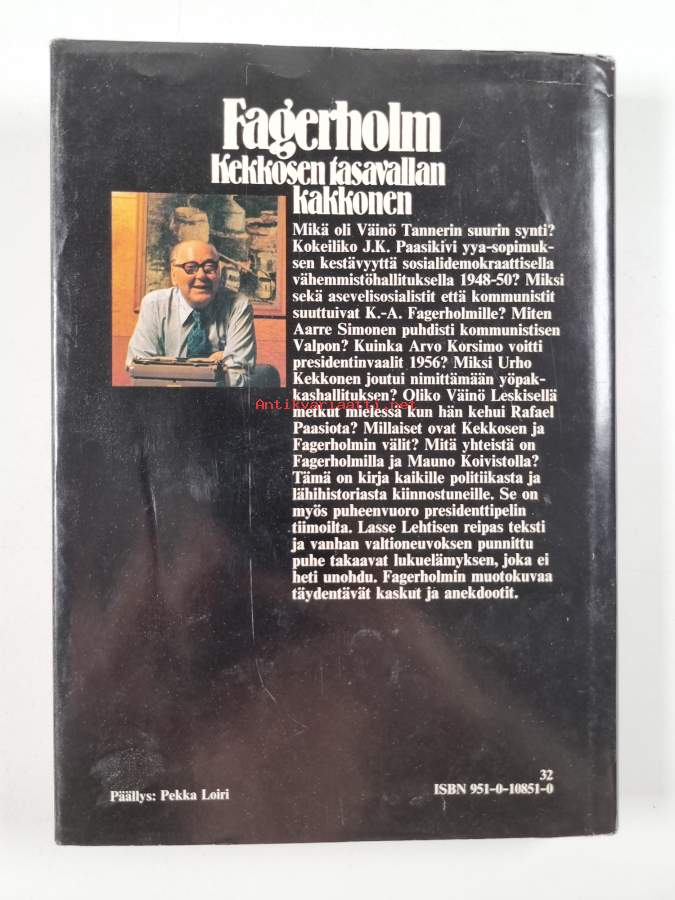 Fagerholm
Kekkosen tasavallan
kakkonen
Mikä oli Väinö Tannerin suurin synti?
Kokeiliko J.K. Paasikivi yya-sopimuk-
sen kestävyyttä sosialidemokraattisella
vähemmistöhallituksella 1948-50? Miksi
sekä asevelisosialistit että kommunistit
suuttuivat K.-A. Fagerholmille? Miten
Aarre Simonen puhdisti kommunistisen
Valpon? Kuinka Arvo Korsimo voitti
presidentinvaalit 1956? Miksi Urho
Kekkonen joutui nimittämään yöpak-
kashallituksen? Oliko Väinö Leskisellä
metkut mielessä kun hän kehui Rafael
Antikvariaatti.net
Paasiota? Millaiset ovat Kekkosen ja
Fagerholmin välit? Mitä yhteistä on
Fagerholmilla ja Mauno Koivistolla?
Tämä on kirja kaikille politiikasta ja
lähihistoriasta kiinnostuneille. Se on
myös puheenvuoro presidenttipelin
tiimoilta. Lasse Lehtisen reipas teksti
ja vanhan valtioneuvoksen punnittu
puhe takaavat lukuelämyksen, joka ei
heti unohdu. Fagerholmin muotokuvaa
täydentävät kaskut ja anekdootit.
Päällys: Pekka Loiri
32
ISBN 951-0-10851-0